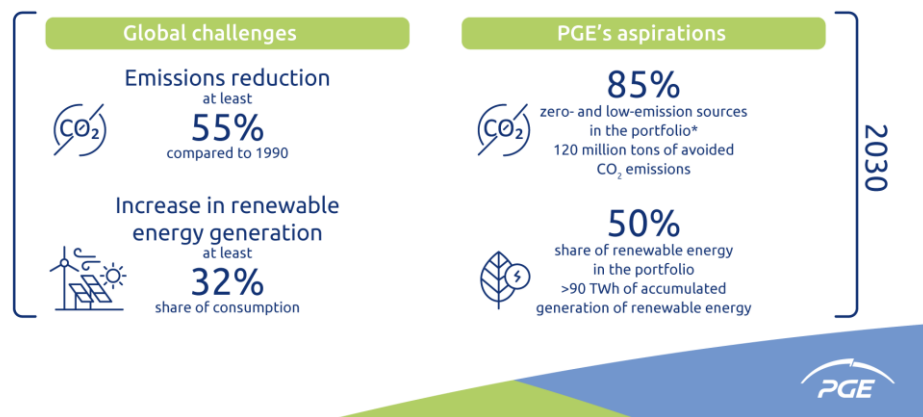 Global challenges
Emissions reduction
at least
55%
compared to 1990
CO₂
Increase in renewable
energy generation
at least
32%
share of consumption
PGE's aspirations
85%
zero- and low-emission sources
in the portfolio*
120 million tons of avoided
CO₂ emissions
CO₂
50%
share of renewable energy
in the portfolio
>90 TWh of accumulated
generation of renewable energy
2030
PGE